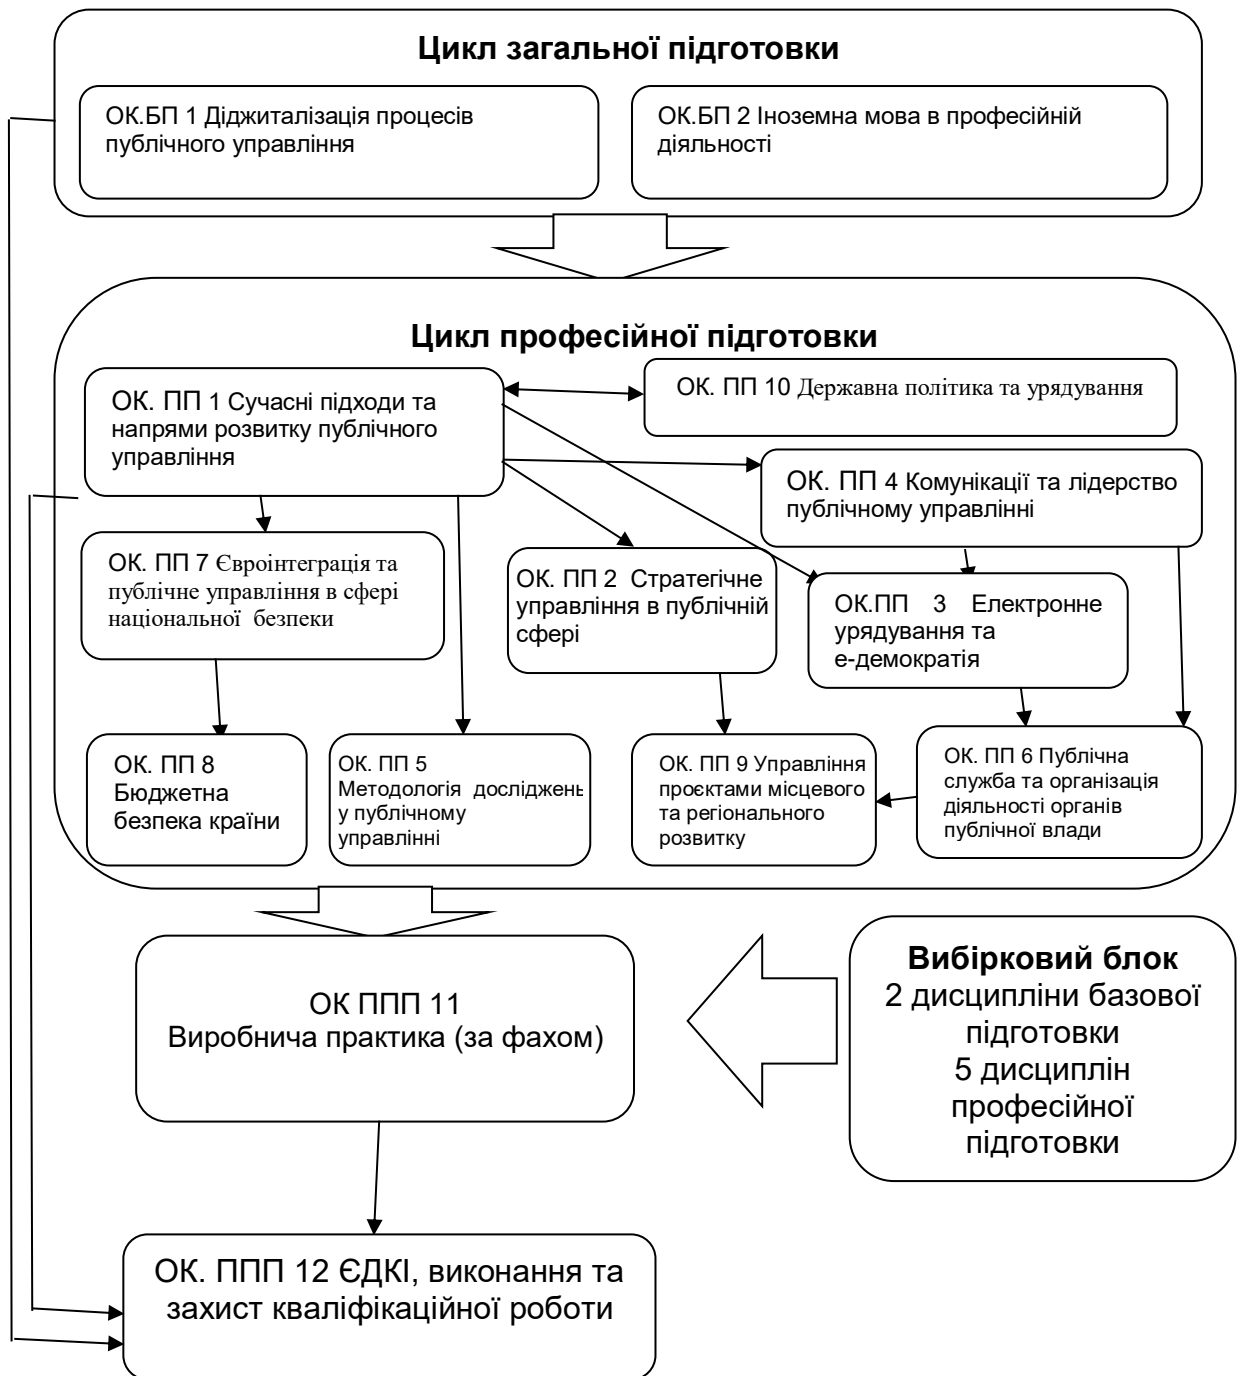 Цикл загальної підготовки
ОК.БП 1 Діджиталізація процесів
публічного управління
ОК.БП 2 Іноземна мова в професійній
діяльності
Цикл професійної підготовки
ОК. ПП 1 Сучасні підходи та
напрями розвитку публічного
управління
ОК. ПП 10 Державна політика та урядування
ОК. ПП 4 Комунікації та лідерство
публічному управлінні
ОК. ПП 7 Євроінтеграція та
публічне управління в сфері
національної безпеки
ОК. ПП 2 Стратегічне
управління в публічній
сфері
ОК.ПП 3 Електронне
урядування та
е-демократія
ОК. ПП 8
Бюджетна
безпека країни
ОК. ПП 5
Методологія досліджень
у публічному
управлінні
ОК. ПП 9 Управління
проєктами місцевого
та регіонального
розвитку
ОК. ПП 6 Публічна
служба та організація
діяльності органів
публічної влади
ОК ППП 11
Виробнича практика (за фахом)
Вибірковий блок
2 дисципліни базової
підготовки
5 дисциплін
професійної
підготовки
ОК. ППП 12 ЄДКІ, виконання та
захист кваліфікаційної роботи